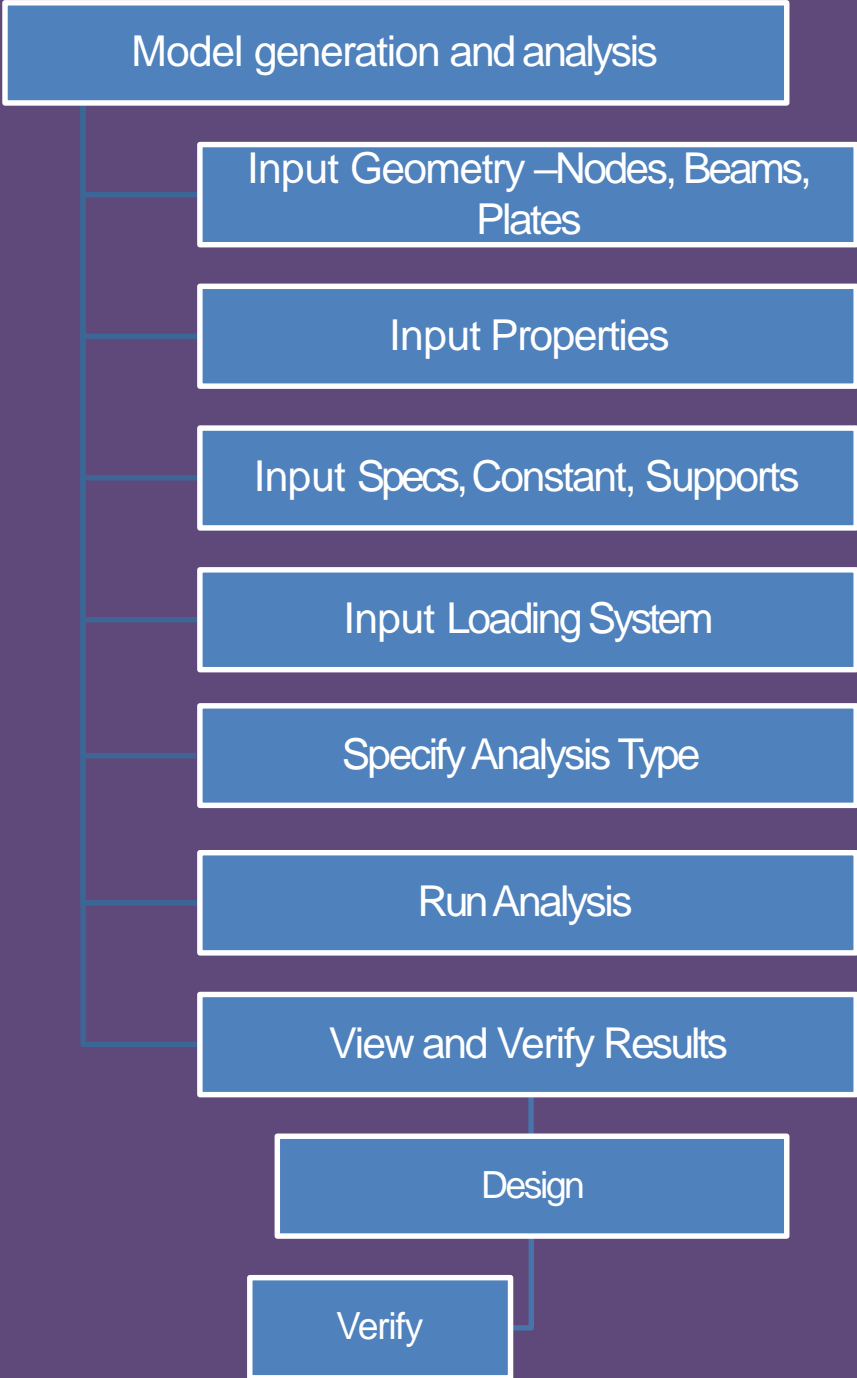 Model generation and analysis
Input Geometry –Nodes, Beams,
Plates
Input Properties
Input Specs, Constant, Supports
Input Loading System
Specify Analysis Type
Run Analysis
View and Verify Results
Design
Verify